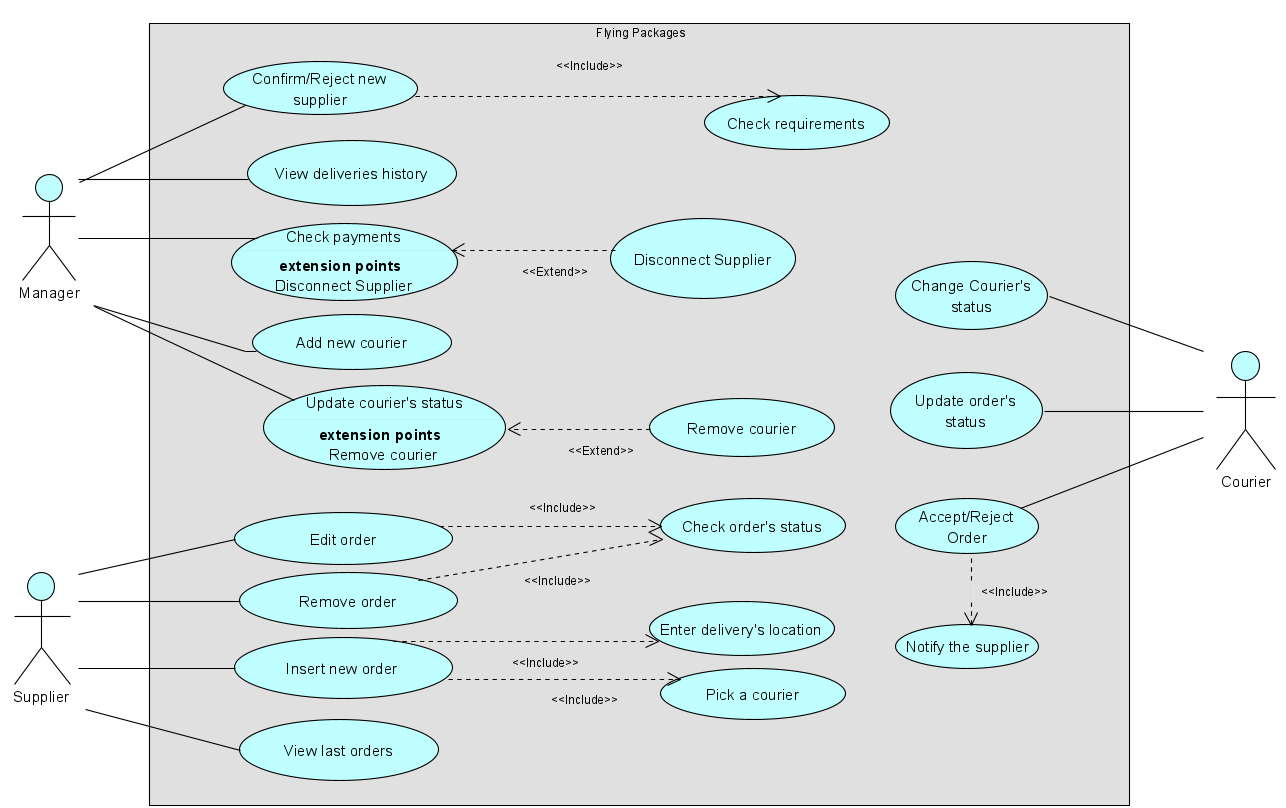 Flying Packages
Confirm/Reject new
supplier
<<Include>>
Check requirements
View deliveries history
Manager
Check payments
extension points
Disconnect Supplier
<<Extend>>
Disconnect Supplier
Add new courier
Update courier's status
extension points
Remove courier
<<Extend>>
Remove courier
Change Courier's
status
Update order's
status
Accept/Reject
Order
<<Include>>
Notify the supplier
Courier
Edit order
<<Include>>
Check order's status
Remove order
<<Include>>
Insert new order
Enter delivery's location
<<Include>>
Pick a courier
<<Include>>
Supplier
View last orders